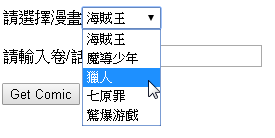 請選擇漫畫 海賊王
海賊王
魔導少年
請輸入卷/話
獵人
七原罪
Get Comic
驚爆游戲